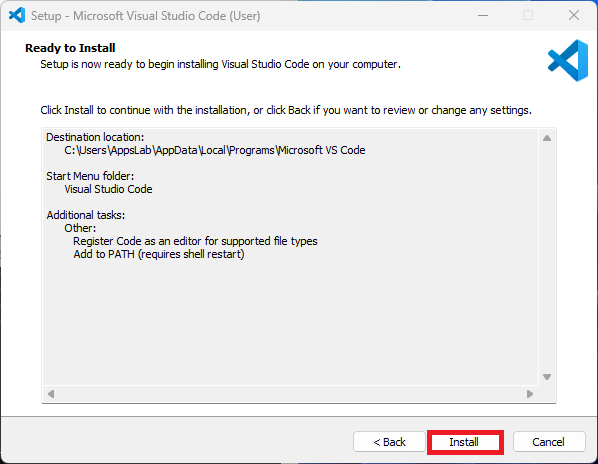 Setup - Microsoft Visual Studio Code (User)
Ready to Install
Setup is now ready to begin installing Visual Studio Code on your computer.
Click Install to continue with the installation, or click Back if you want to review or change any settings.
Destination location:
C:\Users\AppsLab\AppData\Local\Programs\Microsoft VS Code
Start Menu folder:
Visual Studio Code
Additional tasks:
Other:
Register Code as an editor for supported file types
Add to PATH (requires shell restart)
< Back Install Cancel